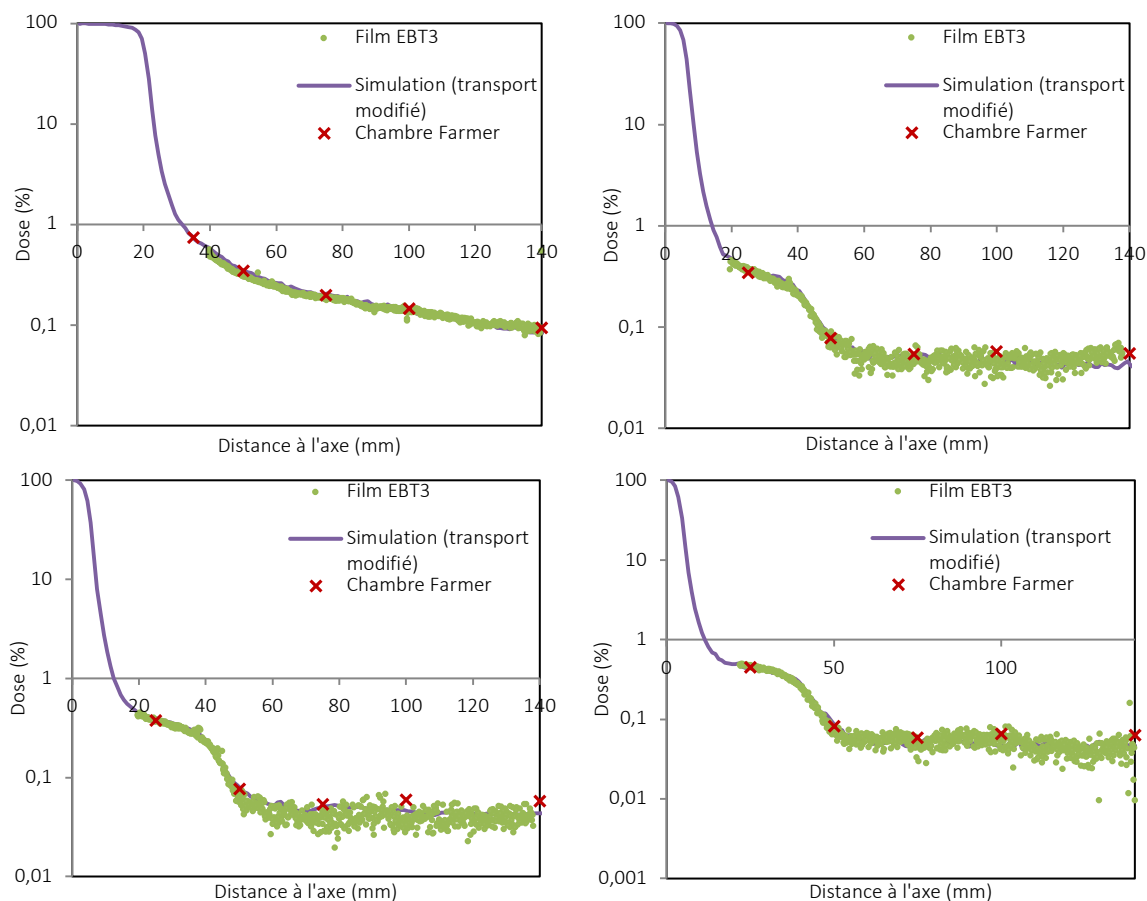 100
10
1
0,1
0,01
Dose (%)
0 20 40 60 80 100 120 140
Distance à l'axe (mm)
Film EBT3
Simulation (transport
modifié)
Chambre Farmer
100
10
1
0,1
0,01
Dose (%)
0 20 40 60 80 100 120 140
Distance à l'axe (mm)
Film EBT3
Simulation (transport
modifié)
Chambre Farmer
100
10
1
0,1
0,01
Dose (%)
0 20 40 60 80 100 120 140
Distance à l'axe (mm)
Film EBT3
Simulation (transport
modifié)
Chambre Farmer
100
10
1
0,1
0,01
0,001
Dose (%)
0 50 100
Distance à l'axe (mm)
Film EBT3
Simulation (transport
modifié)
Chambre Farmer